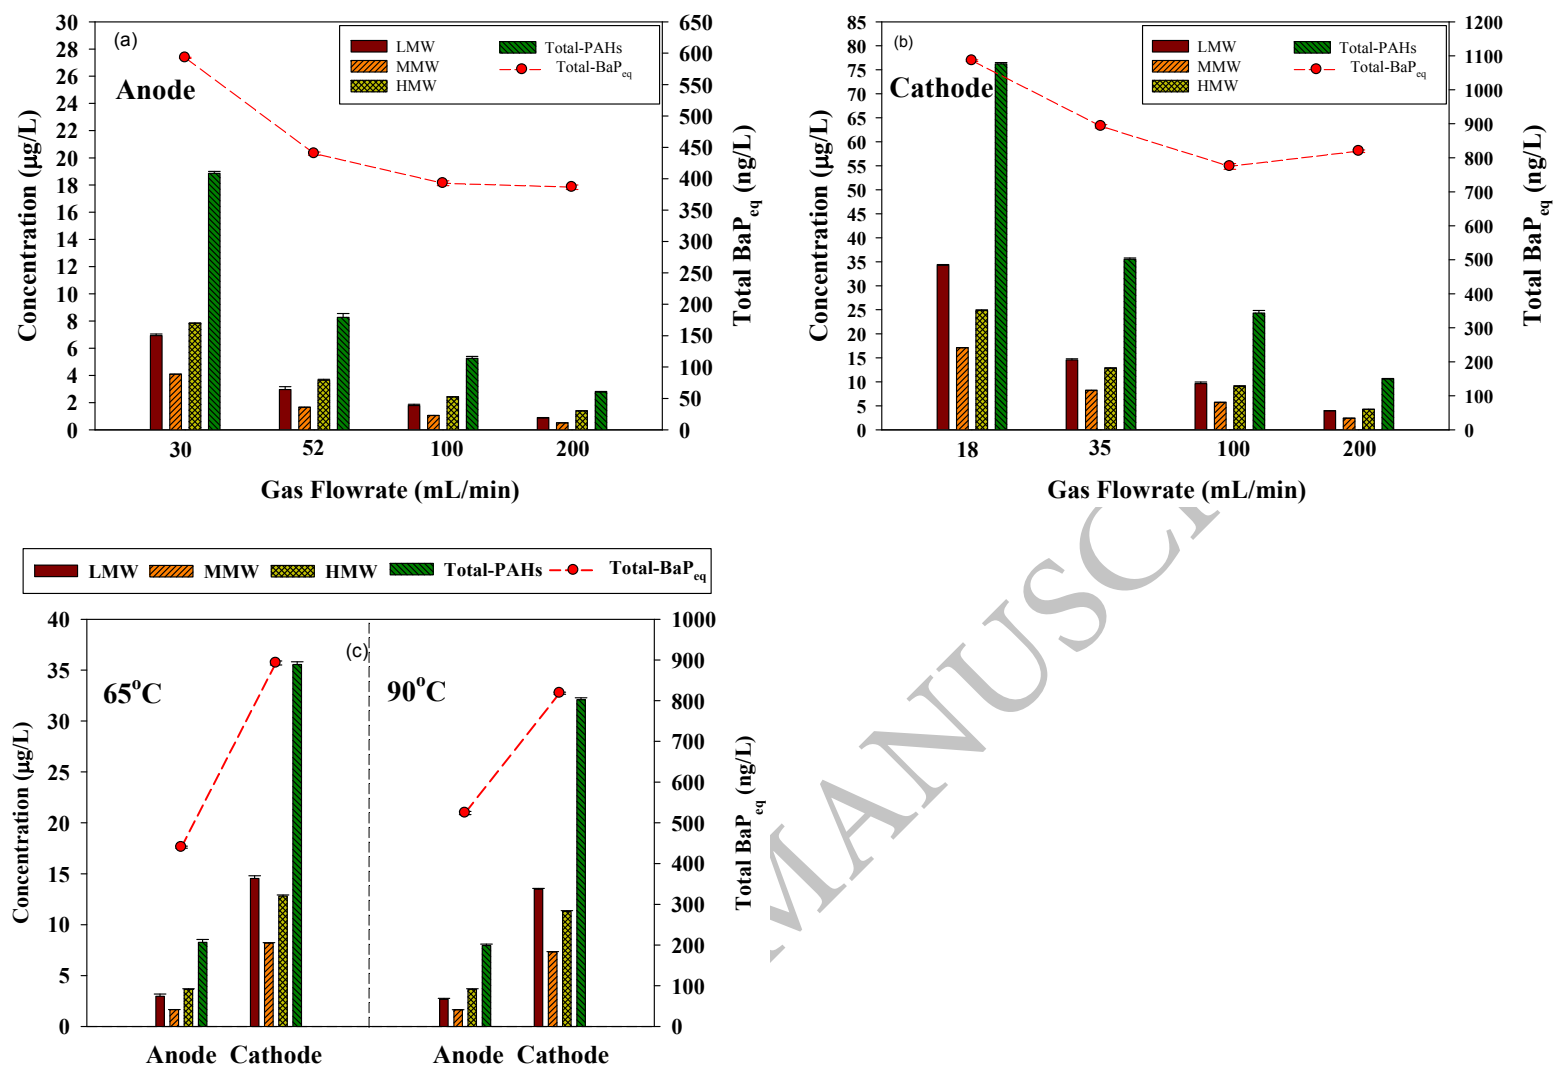 (a)
Anode
LMW
MMW
HMW
Total-PAHs
Total-BaPeq
Concentration (µg/L)
30
28
26
24
22
20
18
16
14
12
10
8
6
4
2
0
650
600
550
500
450
400
350
300
250
200
150
100
50
0
Total BaPeq (ng/L)
30 52 100 200
Gas Flowrate (mL/min)
(b)
Cathode
LMW
MMW
HMW
Total-PAHs
Total-BaPeq
Concentration (µg/L)
85
80
75
70
65
60
55
50
45
40
35
30
25
20
15
10
5
0
1200
1100
1000
900
800
700
600
500
400
300
200
100
0
Total BaPeq (ng/L)
18 35 100 200
Gas Flowrate (mL/min)
LMW MMW HMW Total-PAHs Total-BaPeq
(c)
65°C
90°C
Concentration (µg/L)
40
35
30
25
20
15
10
5
0
1000
900
800
700
600
500
400
300
200
100
0
Total BaPeq (ng/L)
Anode Cathode Anode Cathode
MANUSC